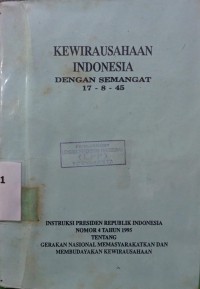 KEWIRAUSAHAAN
INDONESIA
DENGAN SEMANGAT
17 - 8 - 45
1
INSTRUKSI PRESIDEN REPUBLIK INDONESIA
NOMOR 4 TAHUN 1995
TENTANG
GERAKAN NASIONAL MEMASYARAKATKAN DAN
MEMBUDAYAKAN KEWIRAUSAHAAN